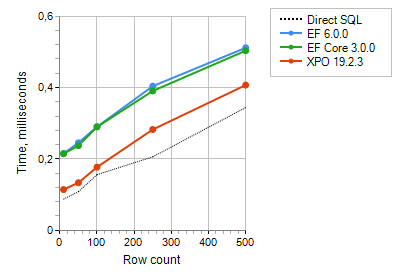 0,6
0,4
0,2
0
Time, milliseconds
0 100 200 300 400 500
Row count
Direct SQL
EF 6.0.0
EF Core 3.0.0
XPO 19.2.3